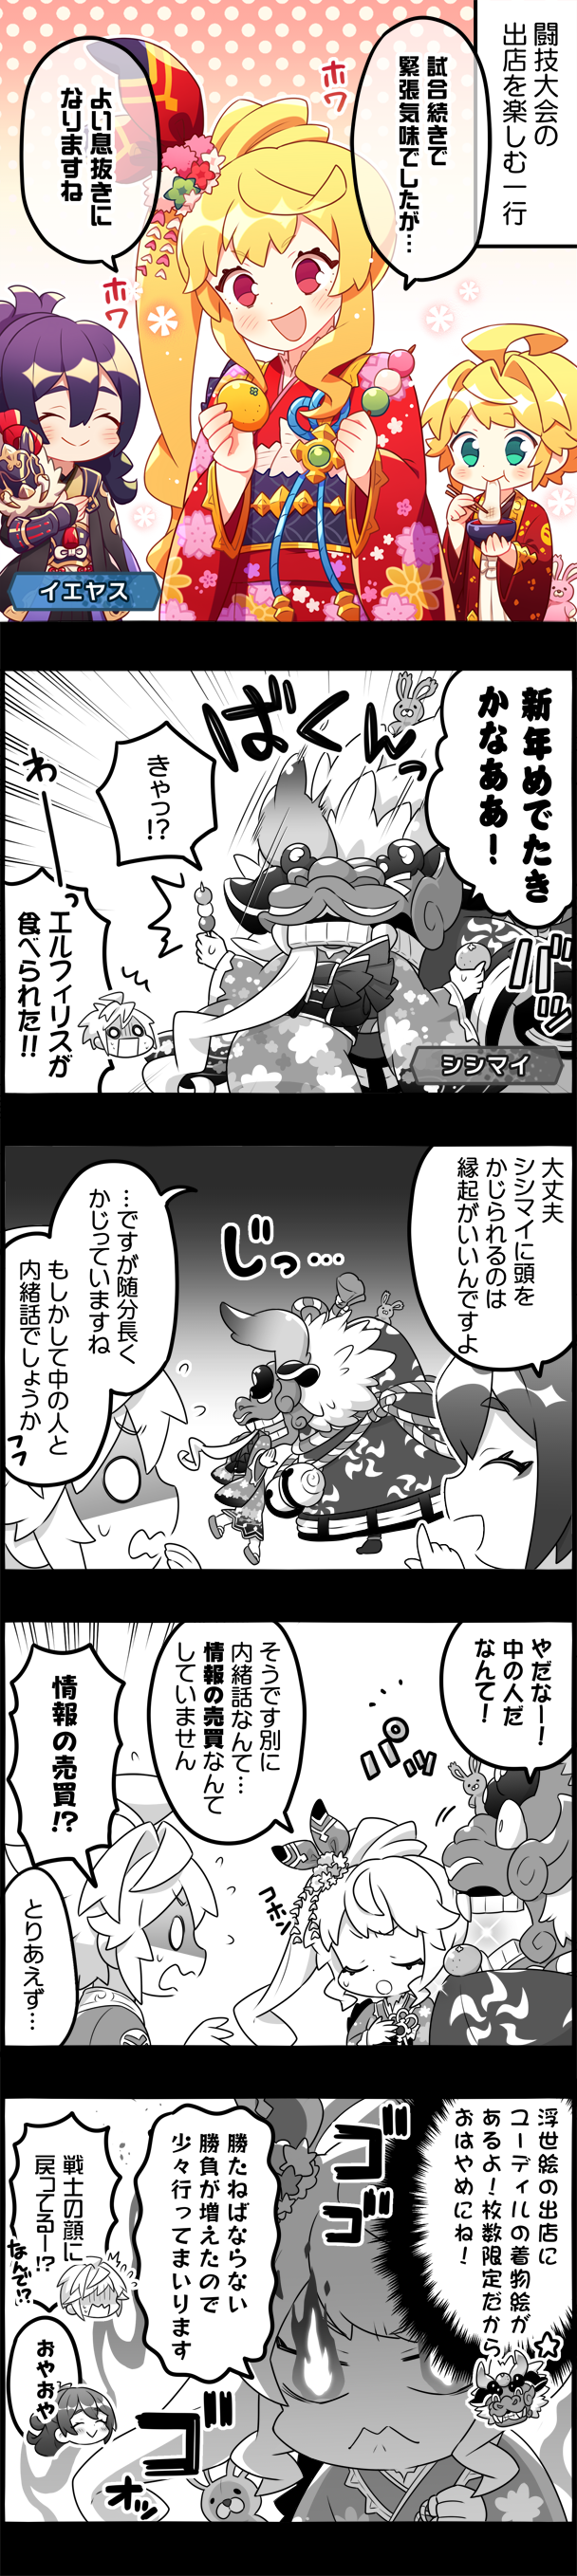 闘技大会の
出店を楽しむ一行
試合続きで
緊張気味でしたが…
よい息抜きに
なりますね
ホワ
ホワ
イエヤス
新年めでたき
かなああ！
ばくんっ
きゃっ!?
わーっ
エルフィリスが
食べられた!!
バッ
シシマイ
大丈夫
シシマイに頭を
かじられるのは
縁起がいいんですよ
じっ…
…ですが随分長く
かじっていますね
もしかして中の人と
内緒話でしょうか
フフ
やだなー！
中の人だ
なんて！
パッ
そうです別に
内緒話なんて…
情報の売買なんて
していません
コホン
情報の売買!?
とりあえず…
浮世絵の出店に
ユーディルの着物絵が
あるよ！枚数限定だから
おはやめにね！
ゴゴゴ
勝たねばならない
勝負が増えたので
少々行ってまいります
戦士の顔に
戻ってるー!?
なんで!?
おやおや
オッ